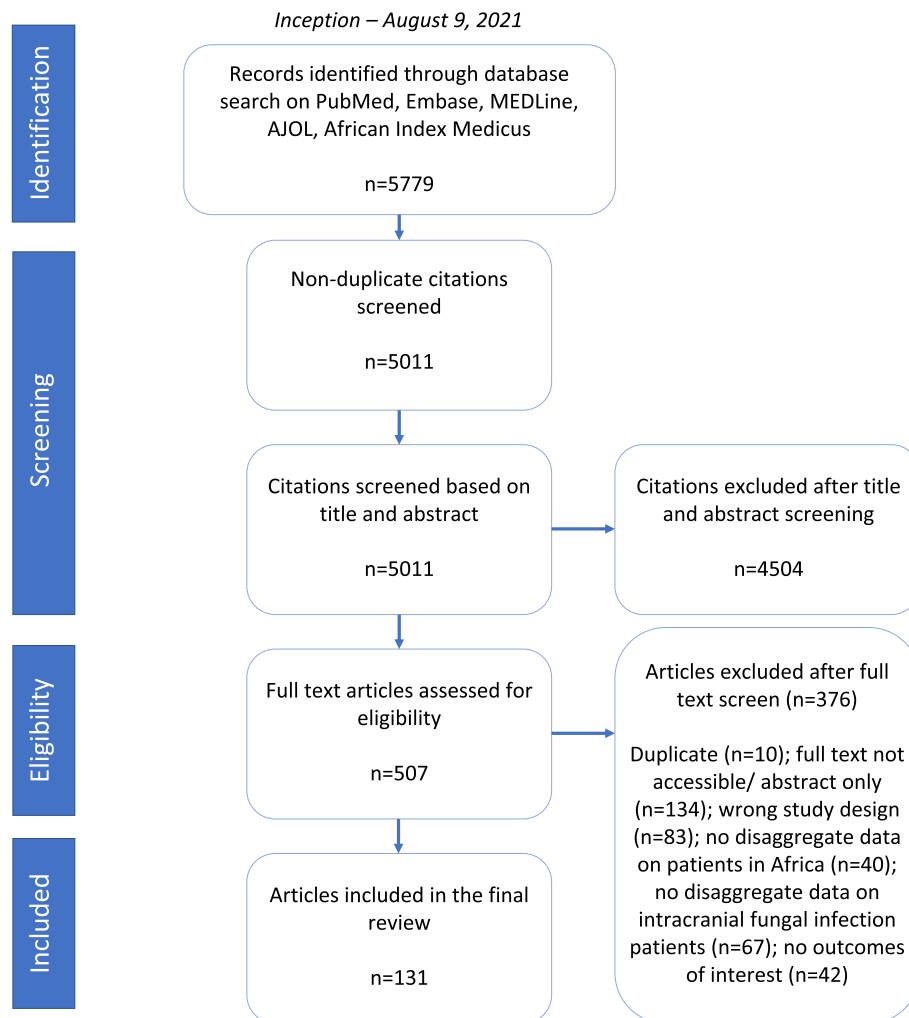 Inception – August 9, 2021
Identification
Records identified through database
search on PubMed, Embase, MEDLine,
AJOL, African Index Medicus
n=5779
Screening
Non-duplicate citations
screened
n=5011
Citations screened based on
title and abstract
n=5011
Citations excluded after title
and abstract screening
n=4504
Eligibility
Full text articles assessed for
eligibility
n=507
Articles excluded after full
text screen (n=376)
Duplicate (n=10); full text not
accessible/ abstract only
(n=134); wrong study design
(n=83); no disaggregate data
on patients in Africa (n=40);
no disaggregate data on
intracranial fungal infection
patients (n=67); no outcomes
of interest (n=42)
Included
Articles included in the final
review
n=131